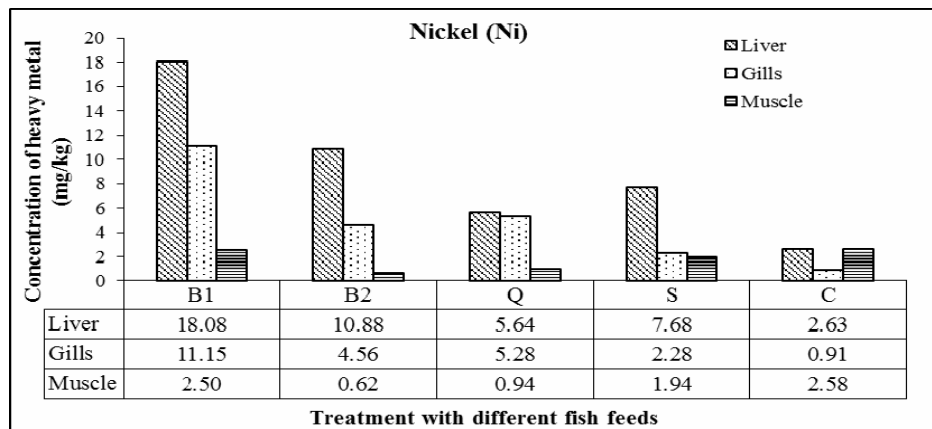 Nickel (Ni)
Concentration of heavy metal
(mg/kg)
20
18
16
14
12
10
8
6
4
2
0
Liver
Gills
Muscle
B1 B2 Q S C
Liver 18.08 10.88 5.64 7.68 2.63
Gills 11.15 4.56 5.28 2.28 0.91
Muscle 2.50 0.62 0.94 1.94 2.58
Treatment with different fish feeds